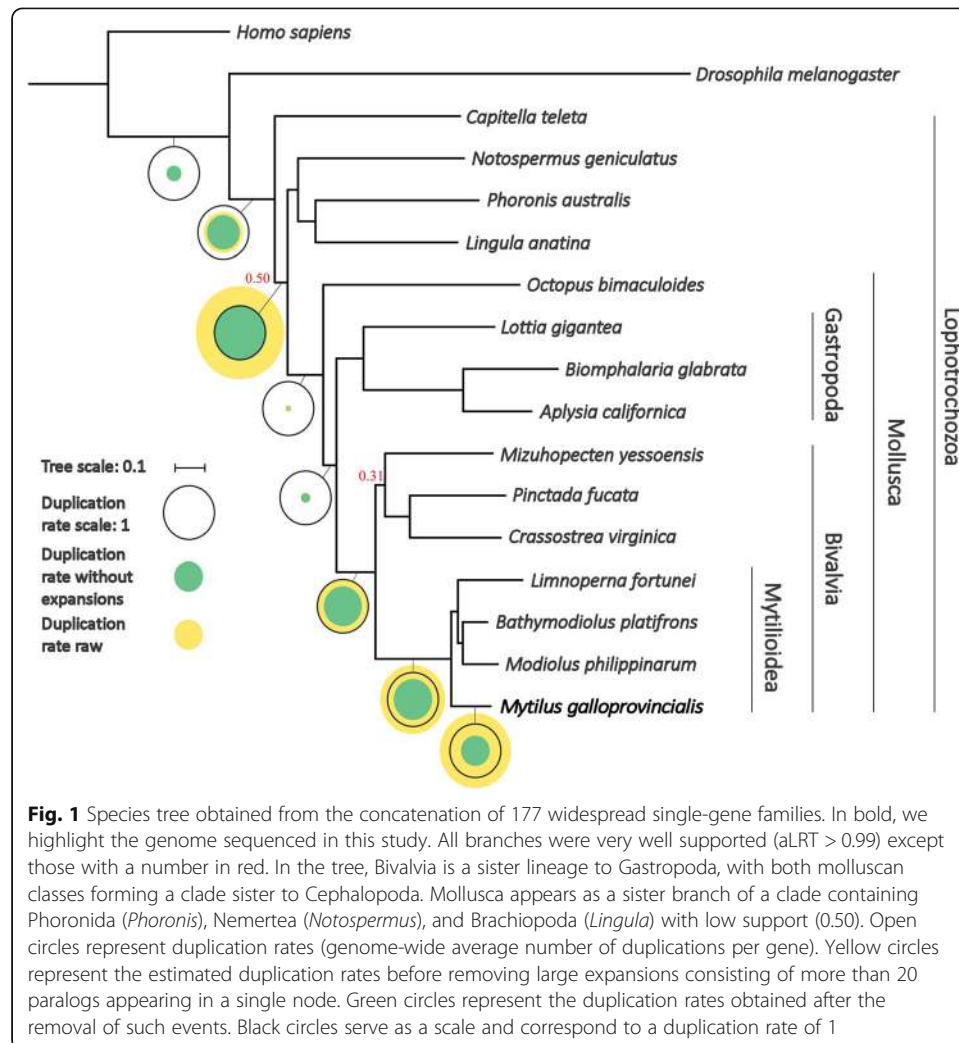 Homo sapiens
Drosophila melanogaster
Capitella teleta
Notospermus geniculatus
Phoronis australis
Lingula anatina
0.50
Octopus bimaculoides
Lottia gigantea
Biomphalaria glabrata
Aplysia californica
Gastropoda
Mollusca
Lophotrochozoa
Tree scale: 0.1
Duplication
rate scale: 1
Duplication
rate without
expansions
Duplication
rate raw
0.31
Mizuhopecten yessoensis
Pinctada fucata
Crassostrea virginica
Bivalvia
Limnoperna fortunei
Bathymodiolus platifrons
Modiolus philippinarum
Mytilus galloprovincialis
Mytilioidea
Fig. 1 Species tree obtained from the concatenation of 177 widespread single-gene families. In bold, we
highlight the genome sequenced in this study. All branches were very well supported (aLRT > 0.99) except
those with a number in red. In the tree, Bivalvia is a sister lineage to Gastropoda, with both molluscan
classes forming a clade sister to Cephalopoda. Mollusca appears as a sister branch of a clade containing
Phoronida (Phoronis), Nemertea (Notospermus), and Brachiopoda (Lingula) with low support (0.50). Open
circles represent duplication rates (genome-wide average number of duplications per gene). Yellow circles
represent the estimated duplication rates before removing large expansions consisting of more than 20
paralogs appearing in a single node. Green circles represent the duplication rates obtained after the
removal of such events. Black circles serve as a scale and correspond to a duplication rate of 1